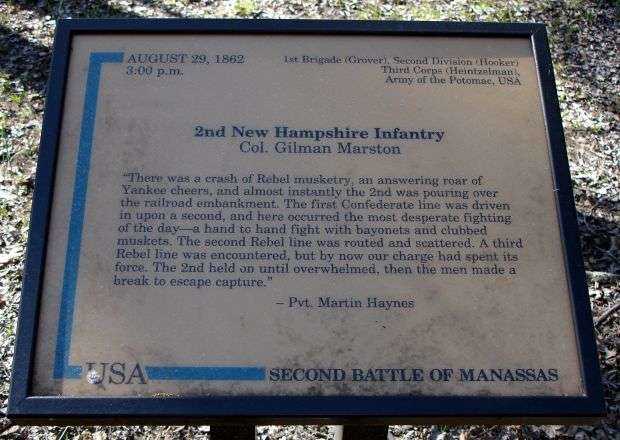 AUGUST 29, 1862
3:00 p.m.
1st Brigade (Grover), Second Division (Hooker)
Third Corps (Heintzelman),
Army of the Potomac, USA
2nd New Hampshire Infantry
Col. Gilman Marston
"There was a crash of Rebel musketry, an answering roar of
Yankee cheers, and almost instantly the 2nd was pouring over
the railroad embankment. The first Confederate line was driven
in upon a second, and here occurred the most desperate fighting
of the day—a hand to hand fight with bayonets and clubbed
muskets. The second Rebel line was routed and scattered. A third
Rebel line was encountered, but by now our charge had spent its
force. The 2nd held on until overwhelmed, then the men made a
break to escape capture."
– Pvt. Martin Haynes
USA
SECOND BATTLE OF MANASSAS